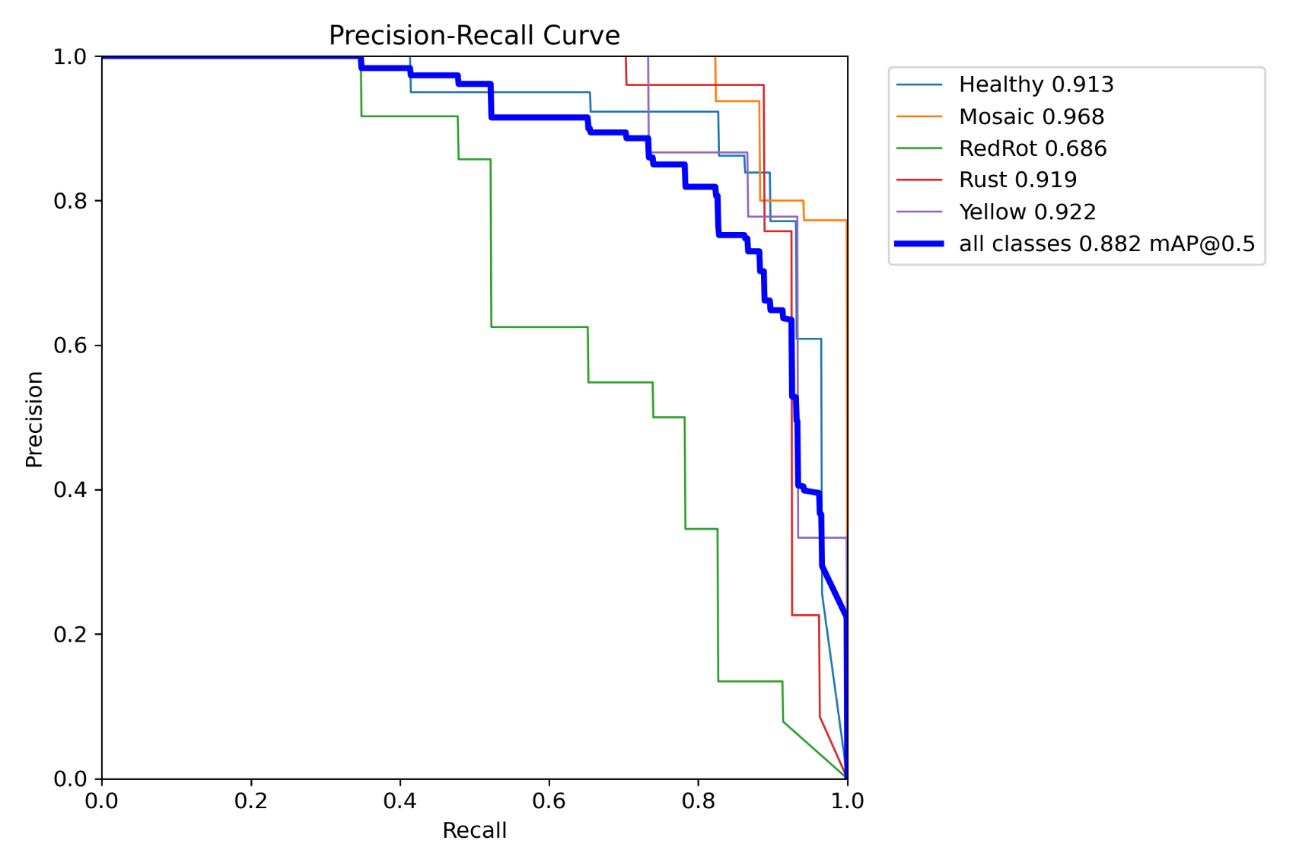 Precision-Recall Curve
1.0
0.8
0.6
0.4
0.2
0.0
Precision
0.0 0.2 0.4 0.6 0.8 1.0
Recall
Healthy 0.913
Mosaic 0.968
RedRot 0.686
Rust 0.919
Yellow 0.922
all classes 0.882 mAP@0.5